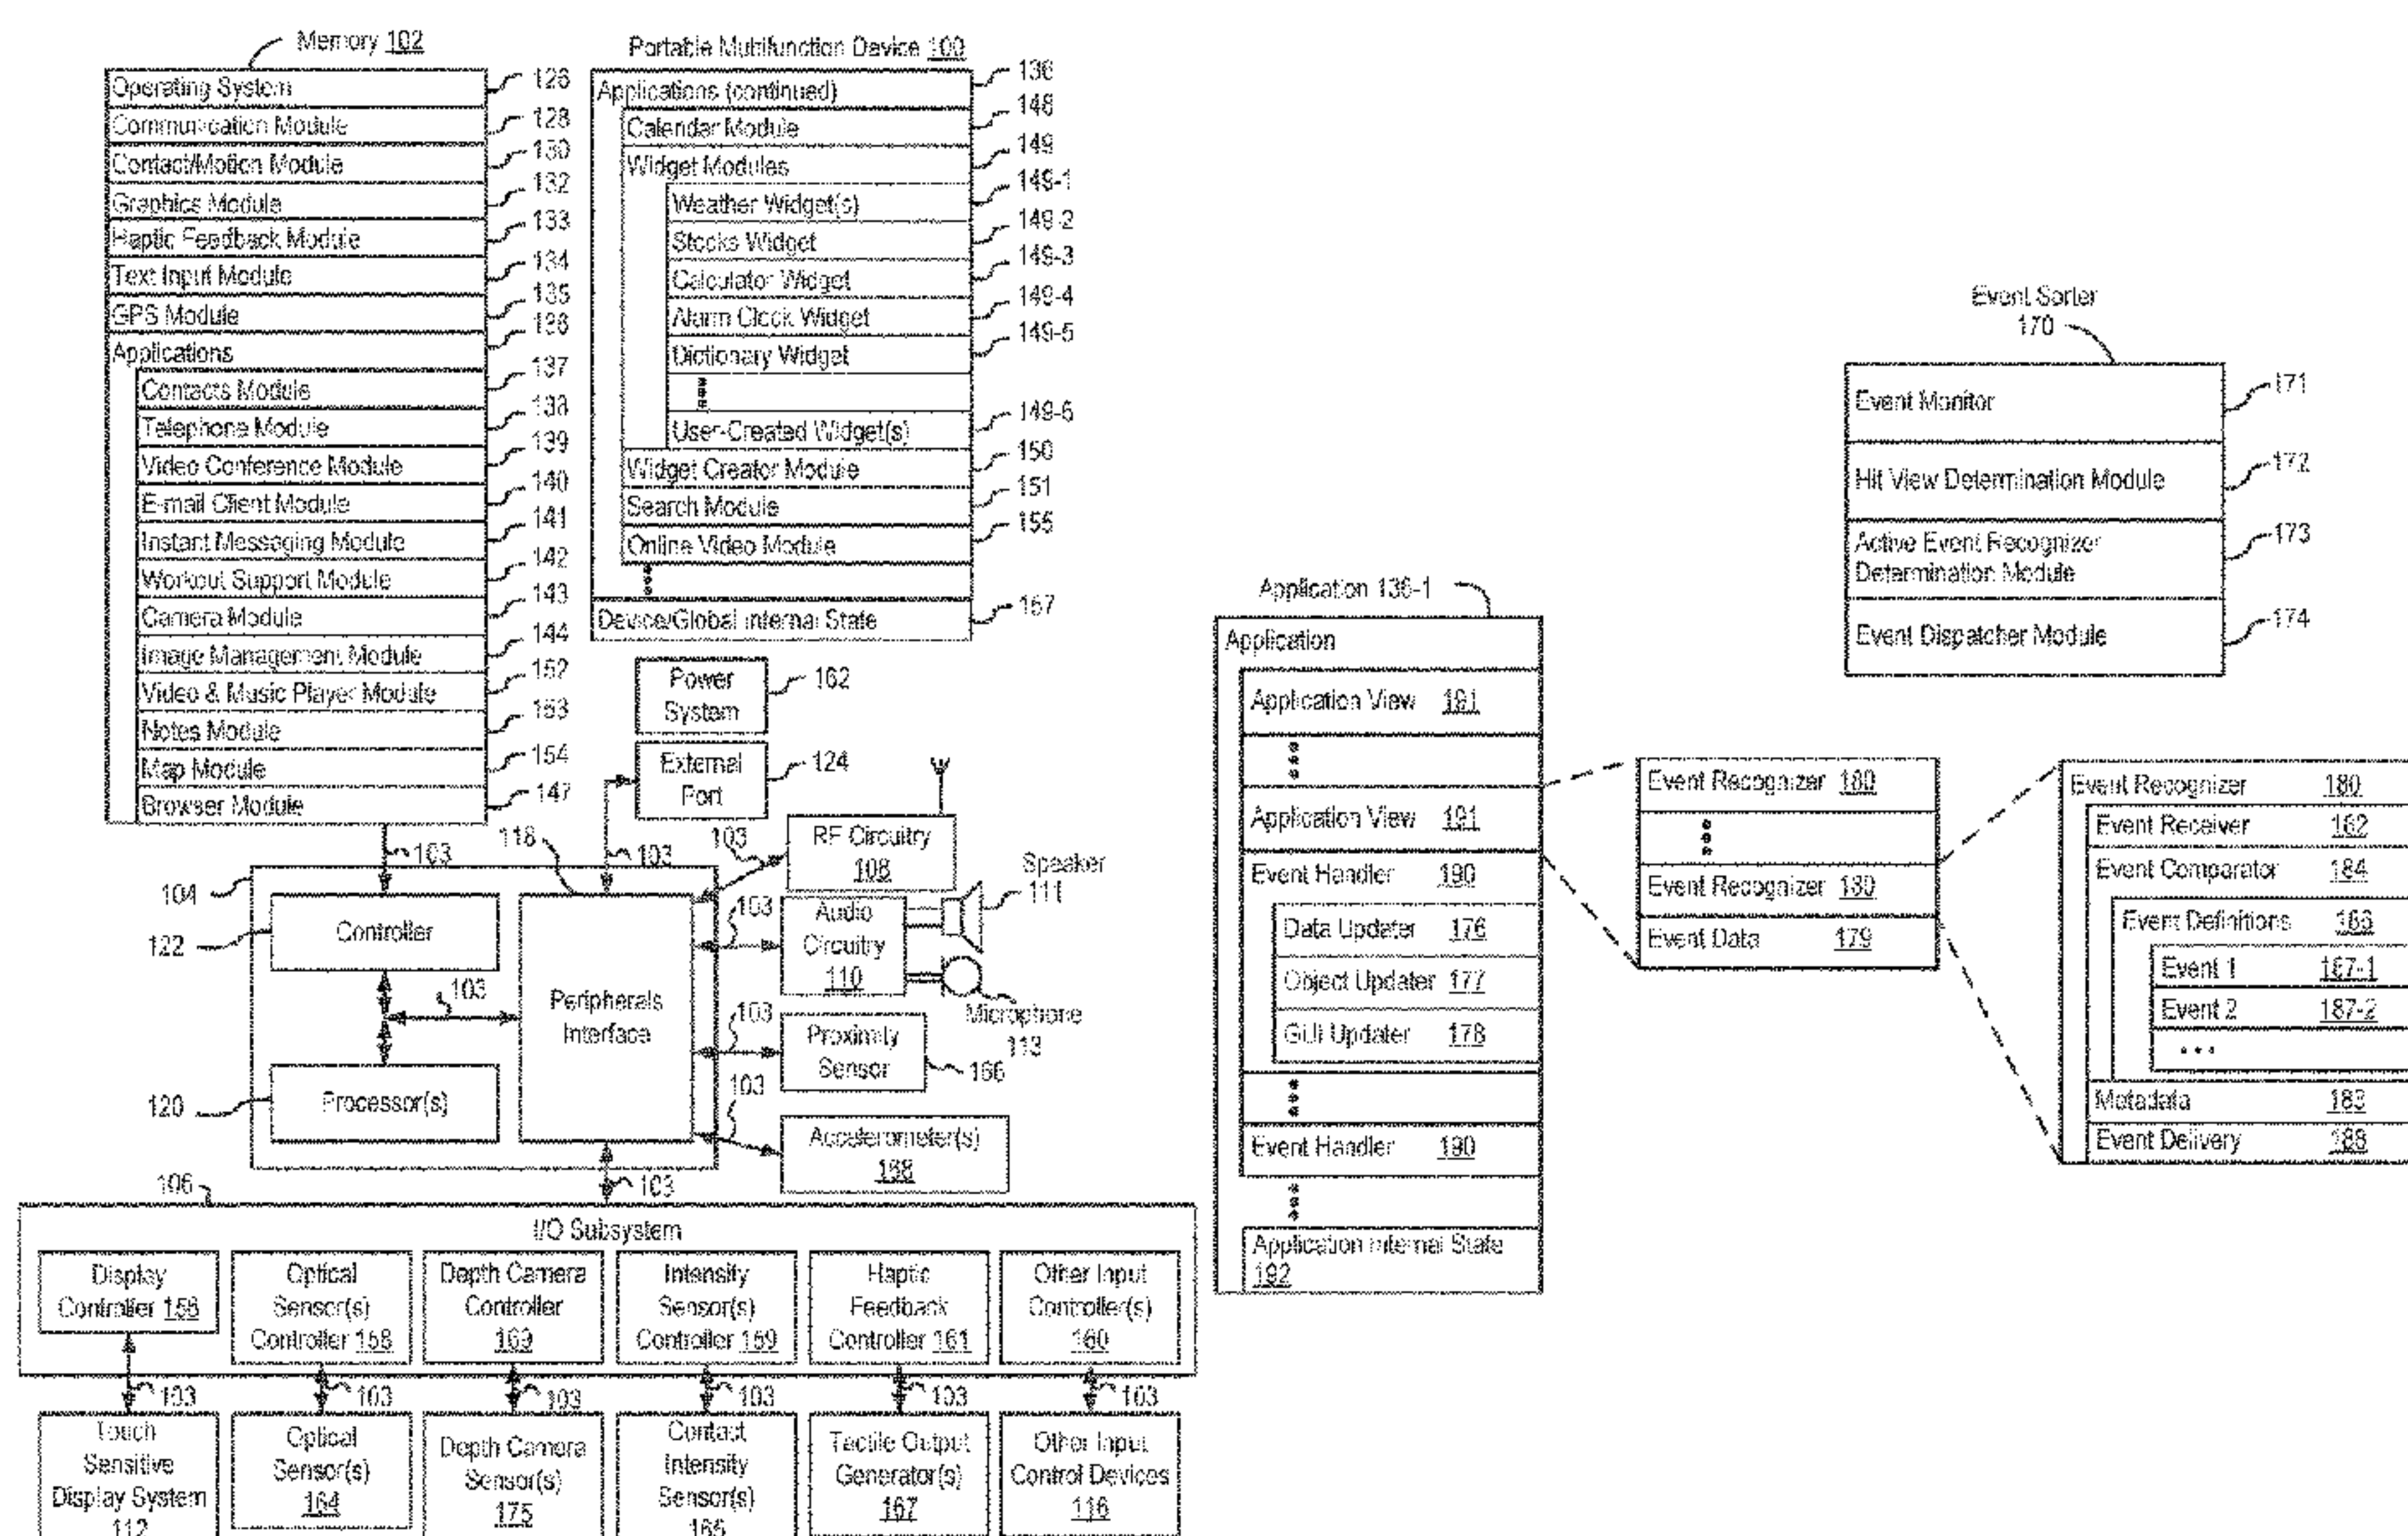 Memory 102
Operating System
126
Communication Module
128
Contact/Motion Module
130
Graphics Module
132
Haptic Feedback Module
133
Text Input Module
134
GPS Module
135
Applications
136
Contacts Module
137
Telephone Module
138
Video Conference Module
139
E-mail Client Module
140
Instant Messaging Module
141
Workout Support Module
142
Camera Module
143
Image Management Module
144
Video & Music Player Module
152
Notes Module
153
Map Module
154
Browser Module
147
Portable Multifunction Device 100
Applications (continued)
136
Calendar Module
148
Widget Modules
149
Weather Widget(s)
149-1
Stocks Widget
149-2
Calculator Widget
149-3
Alarm Clock Widget
149-4
Dictionary Widget
149-5
User-Created Widget(s)
149-6
Widget Creator Module
150
Search Module
151
Online Video Module
155
Device/Global Internal State
157
Power
System
162
External
Port
124
103
118
103
103
RF Circuitry
108
Speaker
111
104
Controller
122
103
Peripherals
Interface
Processor(s)
120
103
Audio
Circuitry
110
Microphone
113
103
Proximity
Sensor
166
103
Accelerometer(s)
168
103
106
I/O Subsystem
Display
Controller 156
Optical
Sensor(s)
Controller 158
Depth Camera
Controller
169
Intensity
Sensor(s)
Controller 159
Haptic
Feedback
Controller 161
Other Input
Controller(s)
160
103
103
103
103
103
103
Touch
Sensitive
Display System
112
Optical
Sensor(s)
164
Depth Camera
Sensor(s)
175
Contact
Intensity
Sensor(s)
165
Tactile Output
Generator(s)
167
Other Input
Control Devices
116
Application 136-1
Application
Application View 191
Application View 191
Event Handler 190
Data Updater 176
Object Updater 177
GUI Updater 178
Event Handler 190
Application Internal State
192
Event Sorter
170
Event Monitor
171
Hit View Determination Module
172
Active Event Recognizer
Determination Module
173
Event Dispatcher Module
174
Event Recognizer 180
Event Recognizer 180
Event Data 179
Event Recognizer 180
Event Receiver 182
Event Comparator 184
Event Definitions 186
Event 1 187-1
Event 2 187-2
Metadata 183
Event Delivery 188